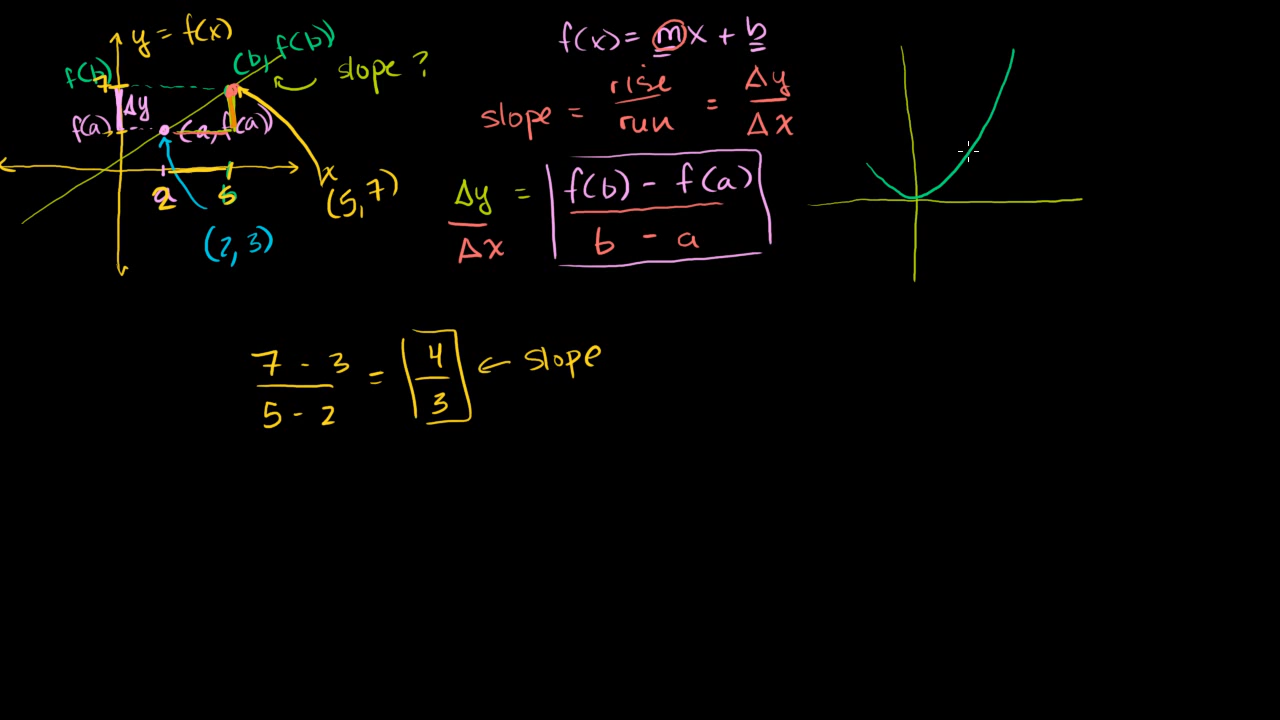 y = f(x)
(b, f(b))
f(b)
7
slope ?
Δy
f(a)
(a, f(a))
2
5
x
(5, 7)
(2, 3)
f(x) = mx + b
slope = rise / run = Δy / Δx
Δy / Δx = f(b) - f(a) / b - a
7 - 3 / 5 - 2 = 4 / 3 ← slope